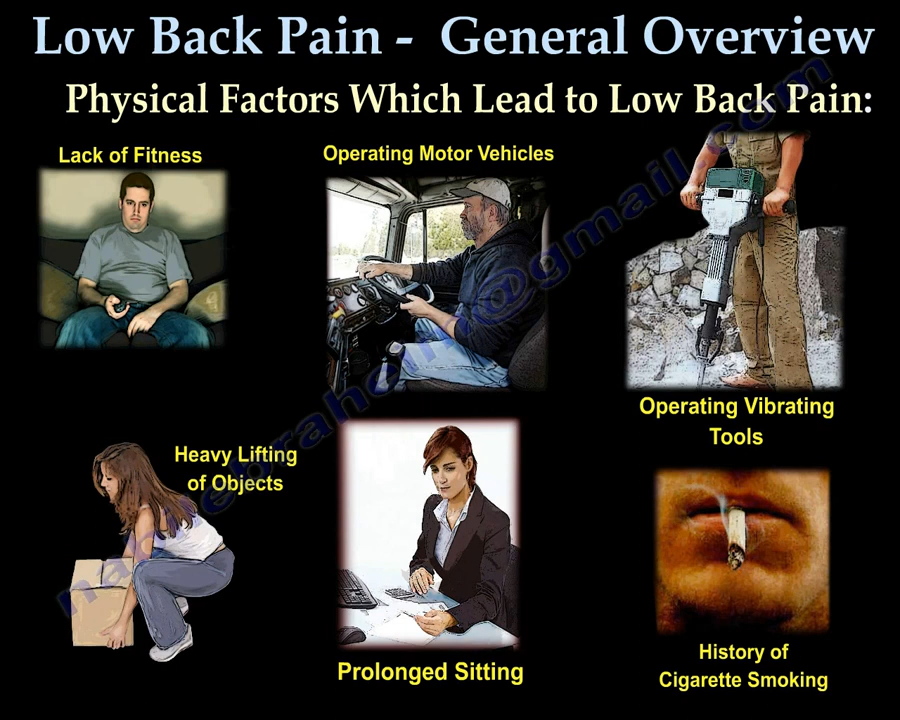 Low Back Pain - General Overview
Physical Factors Which Lead to Low Back Pain:
Lack of Fitness
Operating Motor Vehicles
Operating Vibrating
Tools
Heavy Lifting
of Objects
Prolonged Sitting
History of
Cigarette Smoking